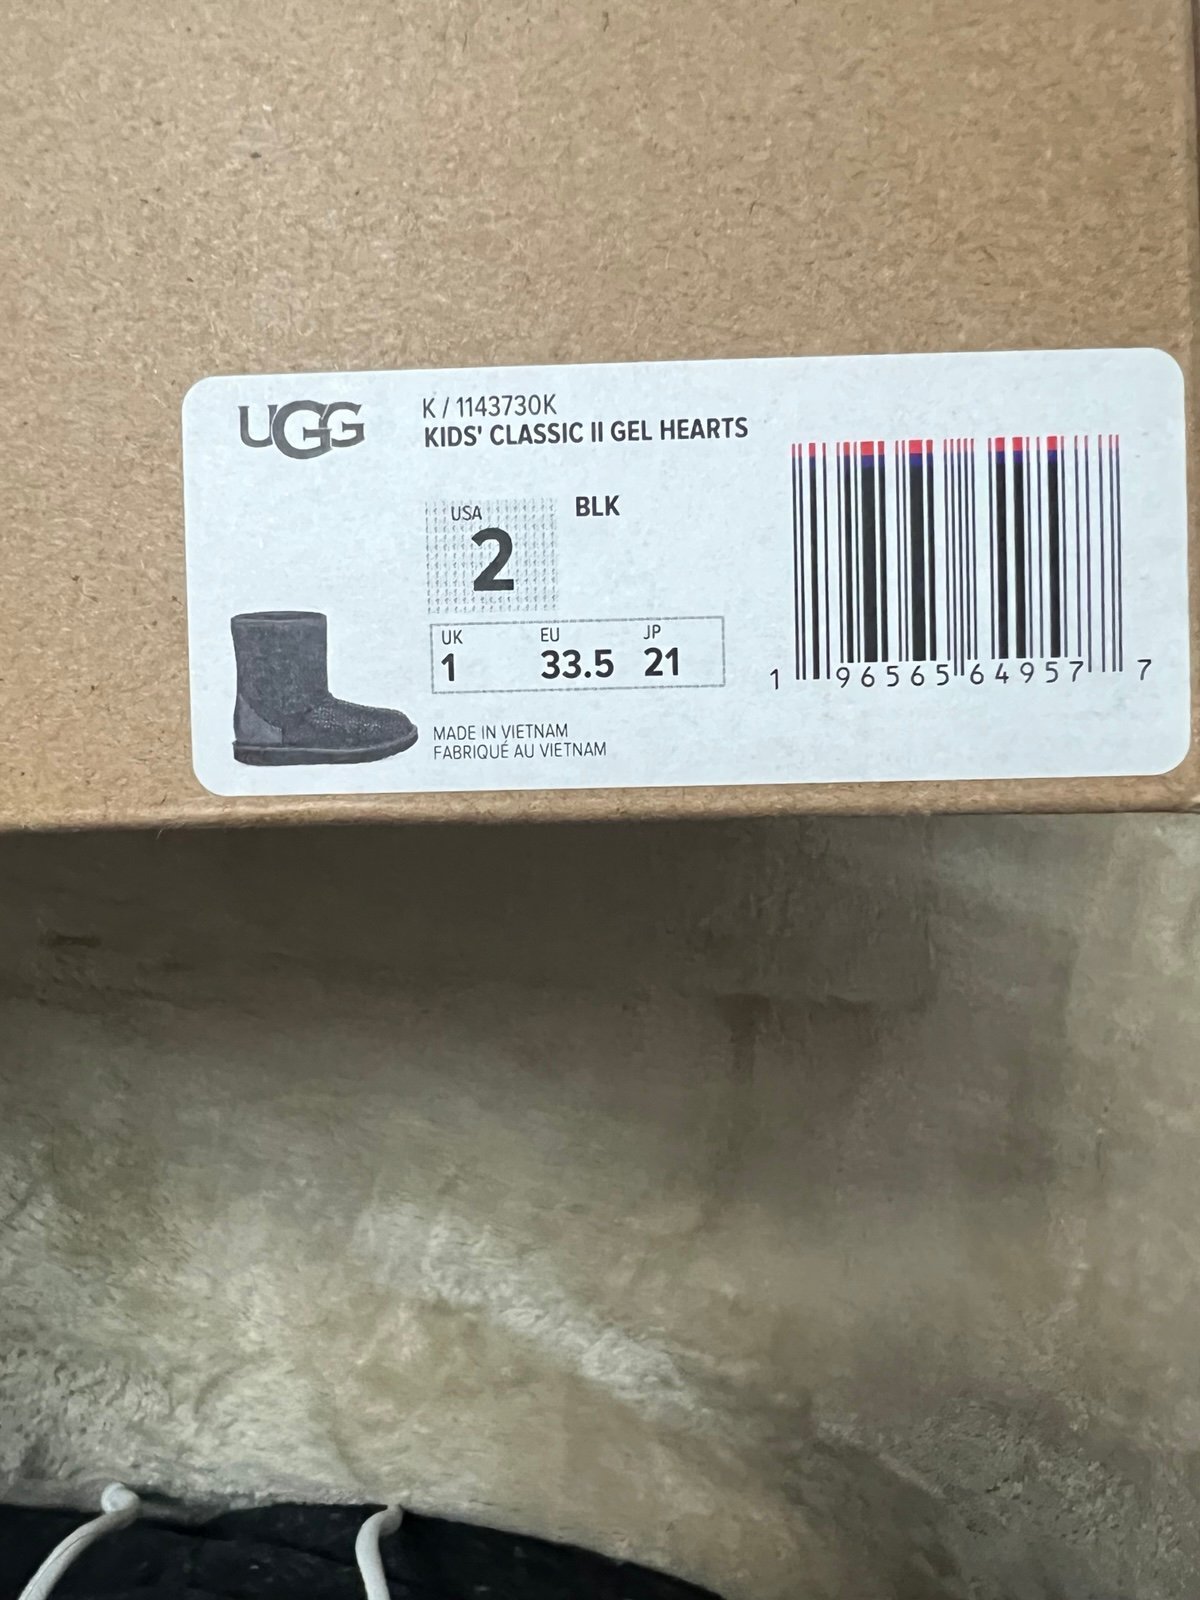 UGG
K / 1143730K
KIDS' CLASSIC II GEL HEARTS
USA
2
BLK
UK EU JP
1 33.5 21
MADE IN VIETNAM
FABRIQUÉ AU VIETNAM
1 96565 64957 7